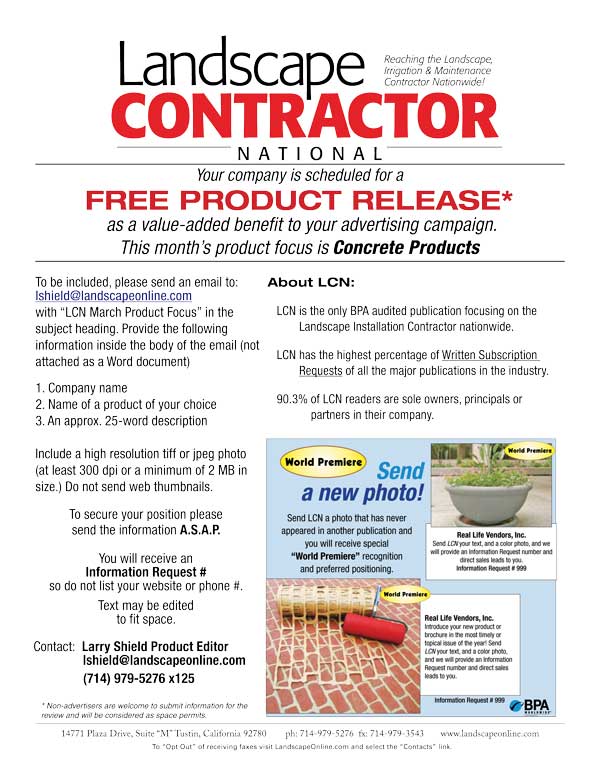 Landscape
Reaching the Landscape,
Irrigation & Maintenance
Contractor Nationwide!
CONTRACTOR
NATIONAL
Your company is scheduled for a
FREE PRODUCT RELEASE*
as a value-added benefit to your advertising campaign.
This month's product focus is Concrete Products
To be included, please send an email to:
lshield@landscapeonline.com
with "LCN March Product Focus" in the
subject heading. Provide the following
information inside the body of the email (not
attached as a Word document)
1. Company name
2. Name of a product of your choice
3. An approx. 25-word description
Include a high resolution tiff or jpeg photo
(at least 300 dpi or a minimum of 2 MB in
size.) Do not send web thumbnails.
To secure your position please
send the information A.S.A.P.
You will receive an
Information Request #
so do not list your website or phone #.
Text may be edited
to fit space.
Contact: Larry Shield Product Editor
lshield@landscapeonline.com
(714) 979-5276 x125
* Non-advertisers are welcome to submit information for the
review and will be considered as space permits.
About LCN:
LCN is the only BPA audited publication focusing on the
Landscape Installation Contractor nationwide.
LCN has the highest percentage of Written Subscription
Requests of all the major publications in the industry.
90.3% of LCN readers are sole owners, principals or
partners in their company.
World Premiere
Send
a new photo!
Send LCN a photo that has never
appeared in another publication and
you will receive special
"World Premiere" recognition
and preferred positioning.
World Premiere
Real Life Vendors, Inc.
Send LCN your text, and a color photo, and we
will provide an Information Request number and
direct sales leads to you.
Information Request # 999
World Premiere
Real Life Vendors, Inc.
Introduce your new product or
brochure in the most timely or
topical issue of the year! Send
LCN your text, and a color photo,
and we will provide an Information
Request number and direct sales
leads to you.
Information Request # 999
BPA
WORLDWIDE
14771 Plaza Drive, Suite "M" Tustin, California 92780 ph: 714-979-5276 fx: 714-979-3543 www.landscapeonline.com
To "Opt Out" of receiving faxes visit LandscapeOnline.com and select the "Contacts" link.